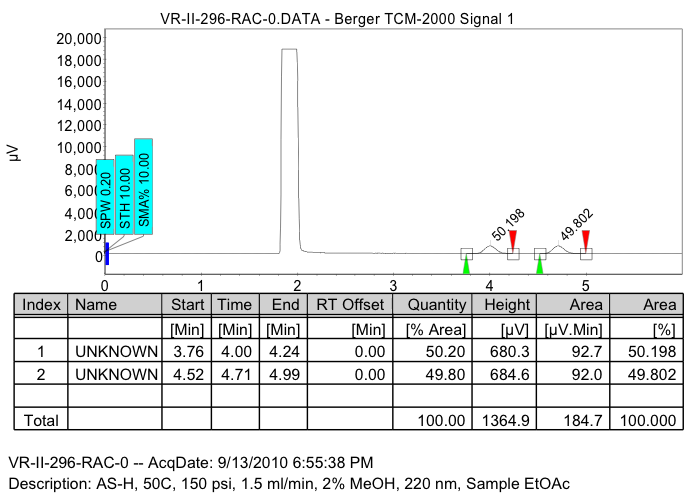 VR-II-296-RAC-0.DATA - Berger TCM-2000 Signal 1
µV
20,000
18,000
16,000
14,000
12,000
10,000
8,000
6,000
4,000
2,000
0
SPW 0.20
STH 10.00
SMA% 10.00
50.198
49.802
0 1 2 3 4 5
Index Name Start Time End RT Offset Quantity Height Area Area
[Min] [Min] [Min] [Min] [% Area] [µV] [µV.Min] [%]
1 UNKNOWN 3.76 4.00 4.24 0.00 50.20 680.3 92.7 50.198
2 UNKNOWN 4.52 4.71 4.99 0.00 49.80 684.6 92.0 49.802
Total 100.00 1364.9 184.7 100.000
VR-II-296-RAC-0 -- AcqDate: 9/13/2010 6:55:38 PM
Description: AS-H, 50C, 150 psi, 1.5 ml/min, 2% MeOH, 220 nm, Sample EtOAc